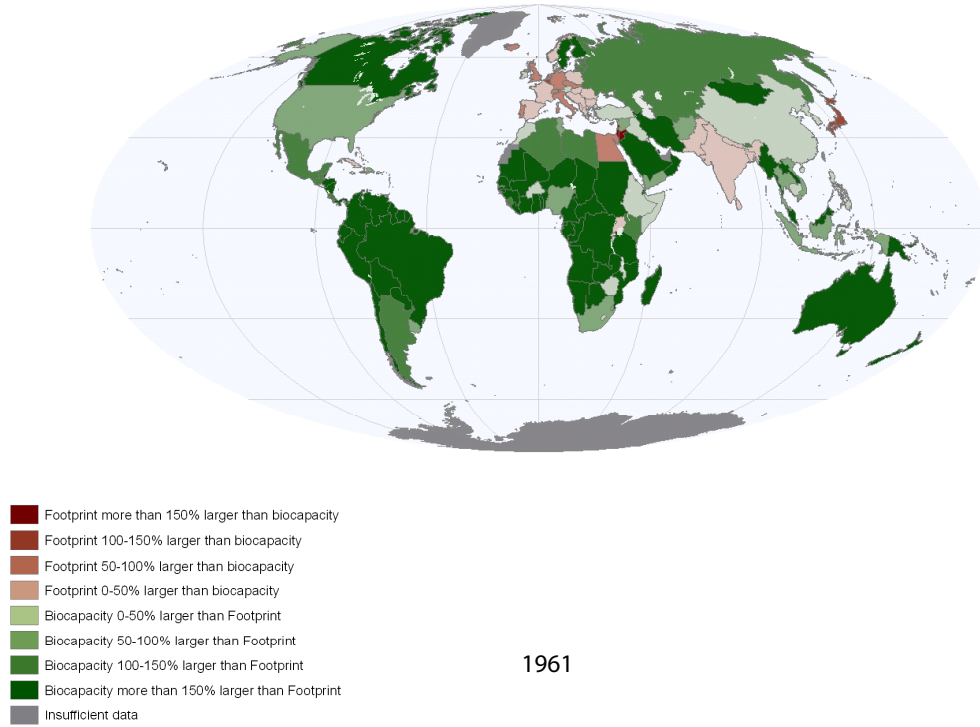 Footprint more than 150% larger than biocapacity
Footprint 100-150% larger than biocapacity
Footprint 50-100% larger than biocapacity
Footprint 0-50% larger than biocapacity
Biocapacity 0-50% larger than Footprint
Biocapacity 50-100% larger than Footprint
Biocapacity 100-150% larger than Footprint
Biocapacity more than 150% larger than Footprint
Insufficient data
1961